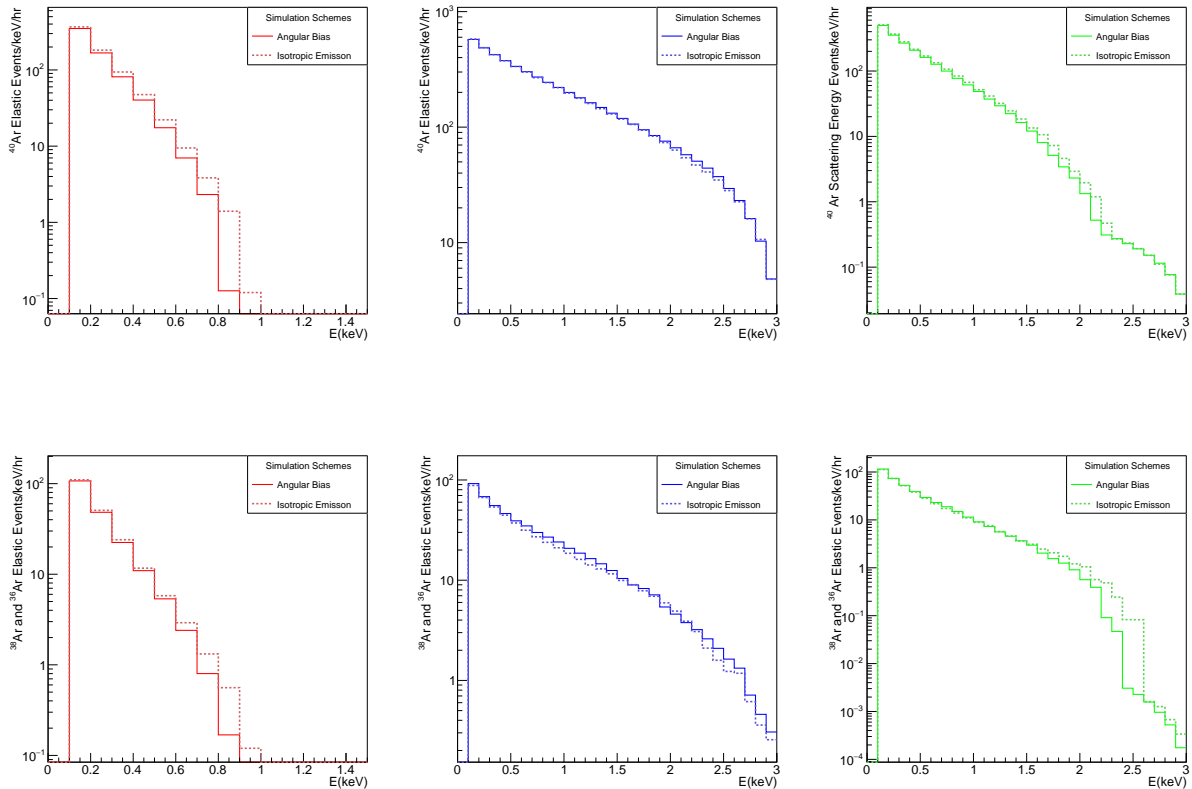 Simulation Schemes
Angular Bias
Isotropic Emisson
⁴⁰Ar Elastic Events/keV/hr
10²
10
1
10⁻¹
0 0.2 0.4 0.6 0.8 1 1.2 1.4
E(keV)
Simulation Schemes
Angular Bias
Isotropic Emisson
⁴⁰Ar Elastic Events/keV/hr
10³
10²
10
0 0.5 1 1.5 2 2.5 3
E(keV)
Simulation Schemes
Angular Bias
Isotropic Emisson
⁴⁰ Ar Scattering Energy Events/keV/hr
10²
10
1
10⁻¹
0 0.5 1 1.5 2 2.5 3
E(keV)
Simulation Schemes
Angular Bias
Isotropic Emisson
³⁸Ar and ³⁶Ar Elastic Events/keV/hr
10²
10
1
10⁻¹
0 0.2 0.4 0.6 0.8 1 1.2 1.4
E(keV)
Simulation Schemes
Angular Bias
Isotropic Emisson
³⁸Ar and ³⁶Ar Elastic Events/keV/hr
10²
10
1
0 0.5 1 1.5 2 2.5 3
E(keV)
Simulation Schemes
Angular Bias
Isotropic Emisson
³⁸Ar and ³⁶Ar Elastic Events/keV/hr
10²
10
1
10⁻¹
10⁻²
10⁻³
10⁻⁴
0 0.5 1 1.5 2 2.5 3
E(keV)